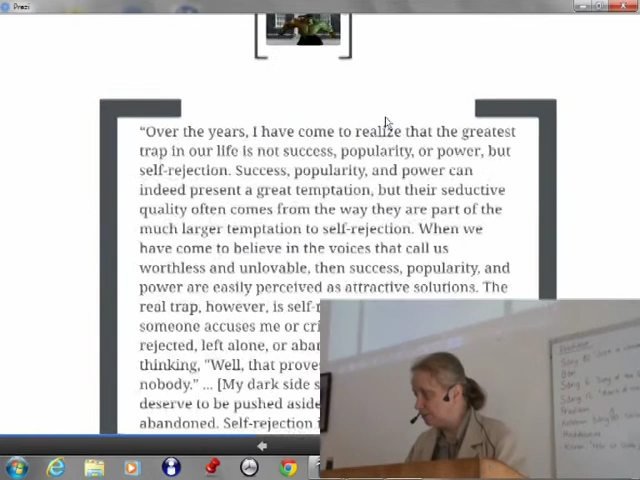 Prezi
“Over the years, I have come to realize that the greatest
trap in our life is not success, popularity, or power, but
self-rejection. Success, popularity, and power can
indeed present a great temptation, but their seductive
quality often comes from the way they are part of the
much larger temptation to self-rejection. When we
have come to believe in the voices that call us
worthless and unlovable, then success, popularity, and
power are easily perceived as attractive solutions. The
real trap, however, is self-r
someone accuses me or cri
rejected, left alone, or aban
thinking, "Well, that proves
nobody." ... [My dark side s
deserve to be pushed aside
abandoned. Self-rejection i